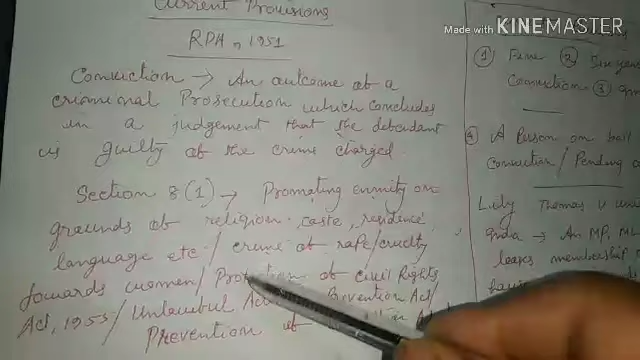 Current Provisions
Made with KINEMASTER
RPA, 1951
Conviction → An outcome of a
criminal Prosecution which concludes
in a judgement that the defendant
is guilty of the crime charged.
Section 8(1) → Promoting enmity on
grounds of religion, caste, residence,
language etc / crime of rape/cruelty
towards women / Protection of Civil Rights
Act, 1955 / Unlawful Prevention Act/
Prevention of
① Fine ②
Conviction ③
④ A Person on bail
Conviction / Pending
Lily Thomas V
India → An MP,
membership